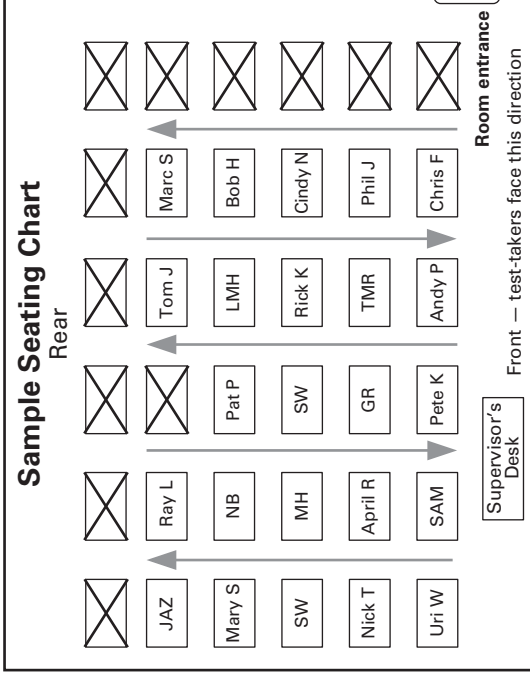 Sample Seating Chart
Rear
JAZ
Ray L
Tom J
Marc S
Mary S
NB
Pat P
LMH
Bob H
SW
MH
SW
Rick K
Cindy N
Nick T
April R
GR
TMR
Phil J
Uri W
SAM
Pete K
Andy P
Chris F
Room entrance
Supervisor's
Desk
Front — test-takers face this direction